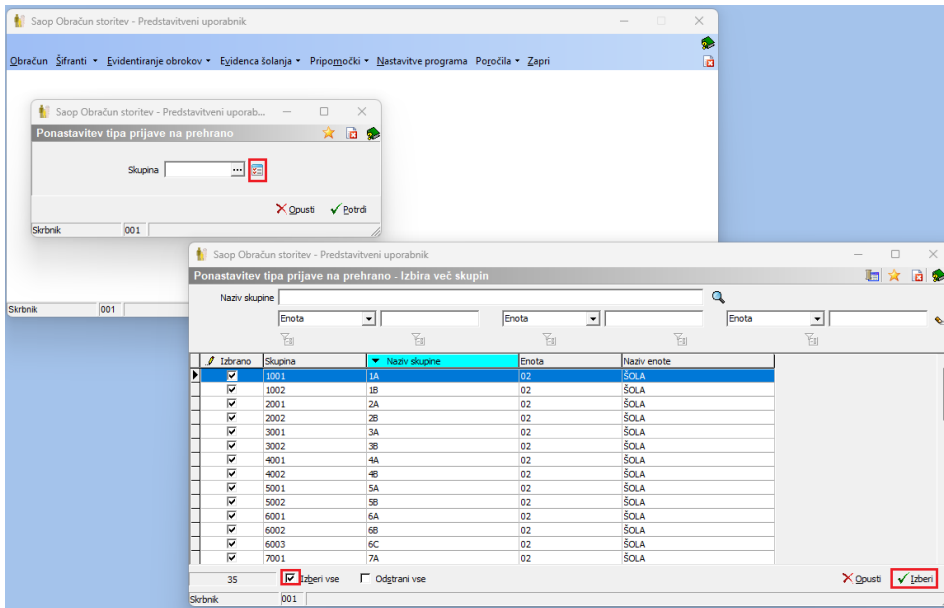 Saop Obračun storitev - Predstavitveni uporabnik
Obračun Šifranti Evidentiranje obrokov Evidenca šolanja Pripomočki Nastavitve programa Poročila Zapri
Saop Obračun storitev - Predstavitveni uporab...
Ponastavitev tipa prijave na prehrano
Skupina ...
Opusti Potrdi
Skrbnik 001
Skrbnik 001
Saop Obračun storitev - Predstavitveni uporabnik
Ponastavitev tipa prijave na prehrano - Izbira več skupin
Naziv skupine
Enota Enota Enota
Izbrano Skupina Naziv skupine Enota Naziv enote
1001 1A 02 ŠOLA
1002 1B 02 ŠOLA
2001 2A 02 ŠOLA
2002 2B 02 ŠOLA
3001 3A 02 ŠOLA
3002 3B 02 ŠOLA
4001 4A 02 ŠOLA
4002 4B 02 ŠOLA
5001 5A 02 ŠOLA
5002 5B 02 ŠOLA
6001 6A 02 ŠOLA
6002 6B 02 ŠOLA
6003 6C 02 ŠOLA
7001 7A 02 ŠOLA
35 Izberi vse Odstrani vse Opusti Izberi
Skrbnik 001